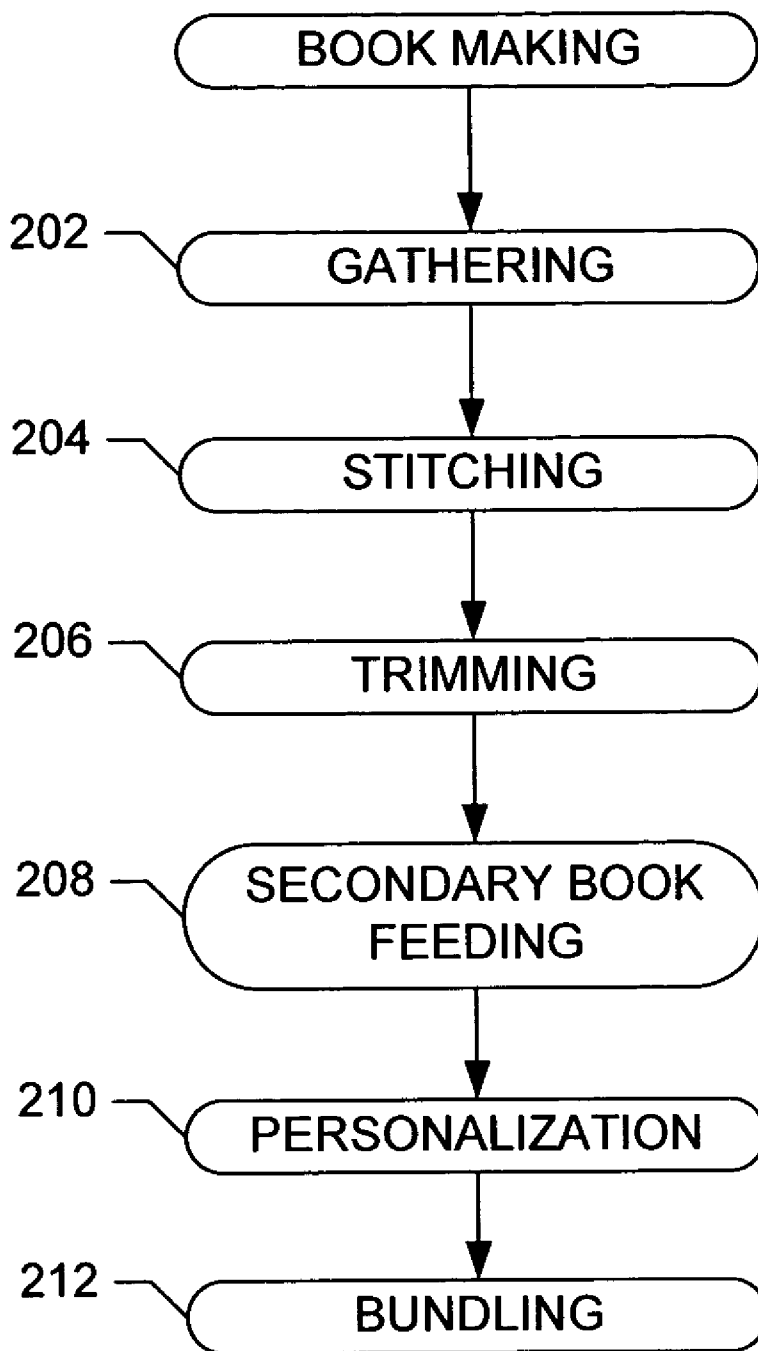 BOOK MAKING
202
GATHERING
204
STITCHING
206
TRIMMING
208
SECONDARY BOOK
FEEDING
210
PERSONALIZATION
212
BUNDLING